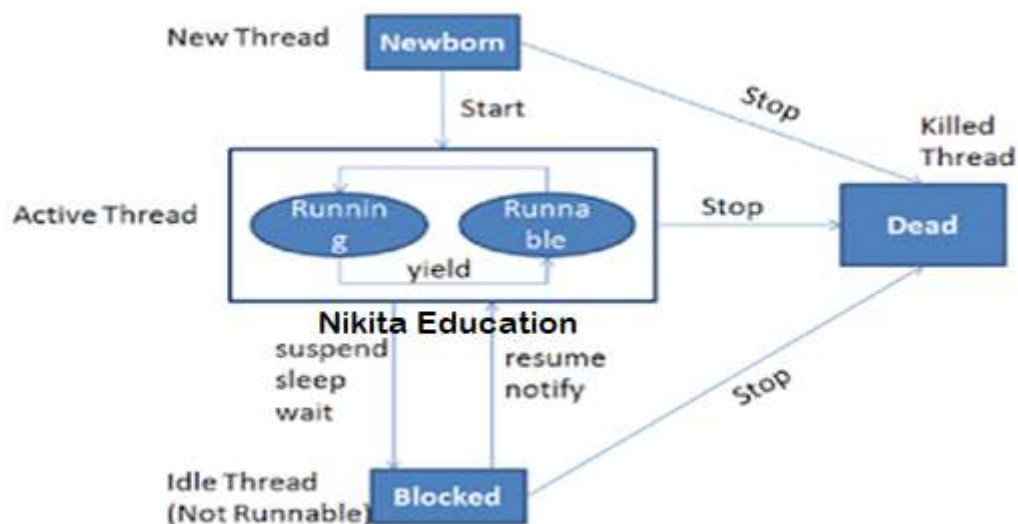 New Thread
Newborn
Start
Stop
Killed
Thread
Active Thread
Runnin
g
Runna
ble
yield
Stop
Dead
Nikita Education
suspend
sleep
wait
resume
notify
Stop
Idle Thread
(Not Runnable)
Blocked